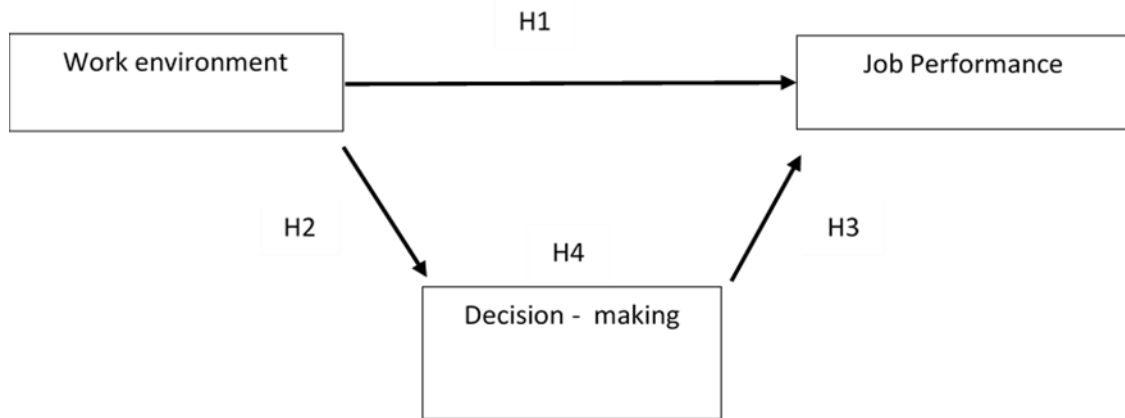 H1
Work environment
Job Performance
H2
H3
H4
Decision - making